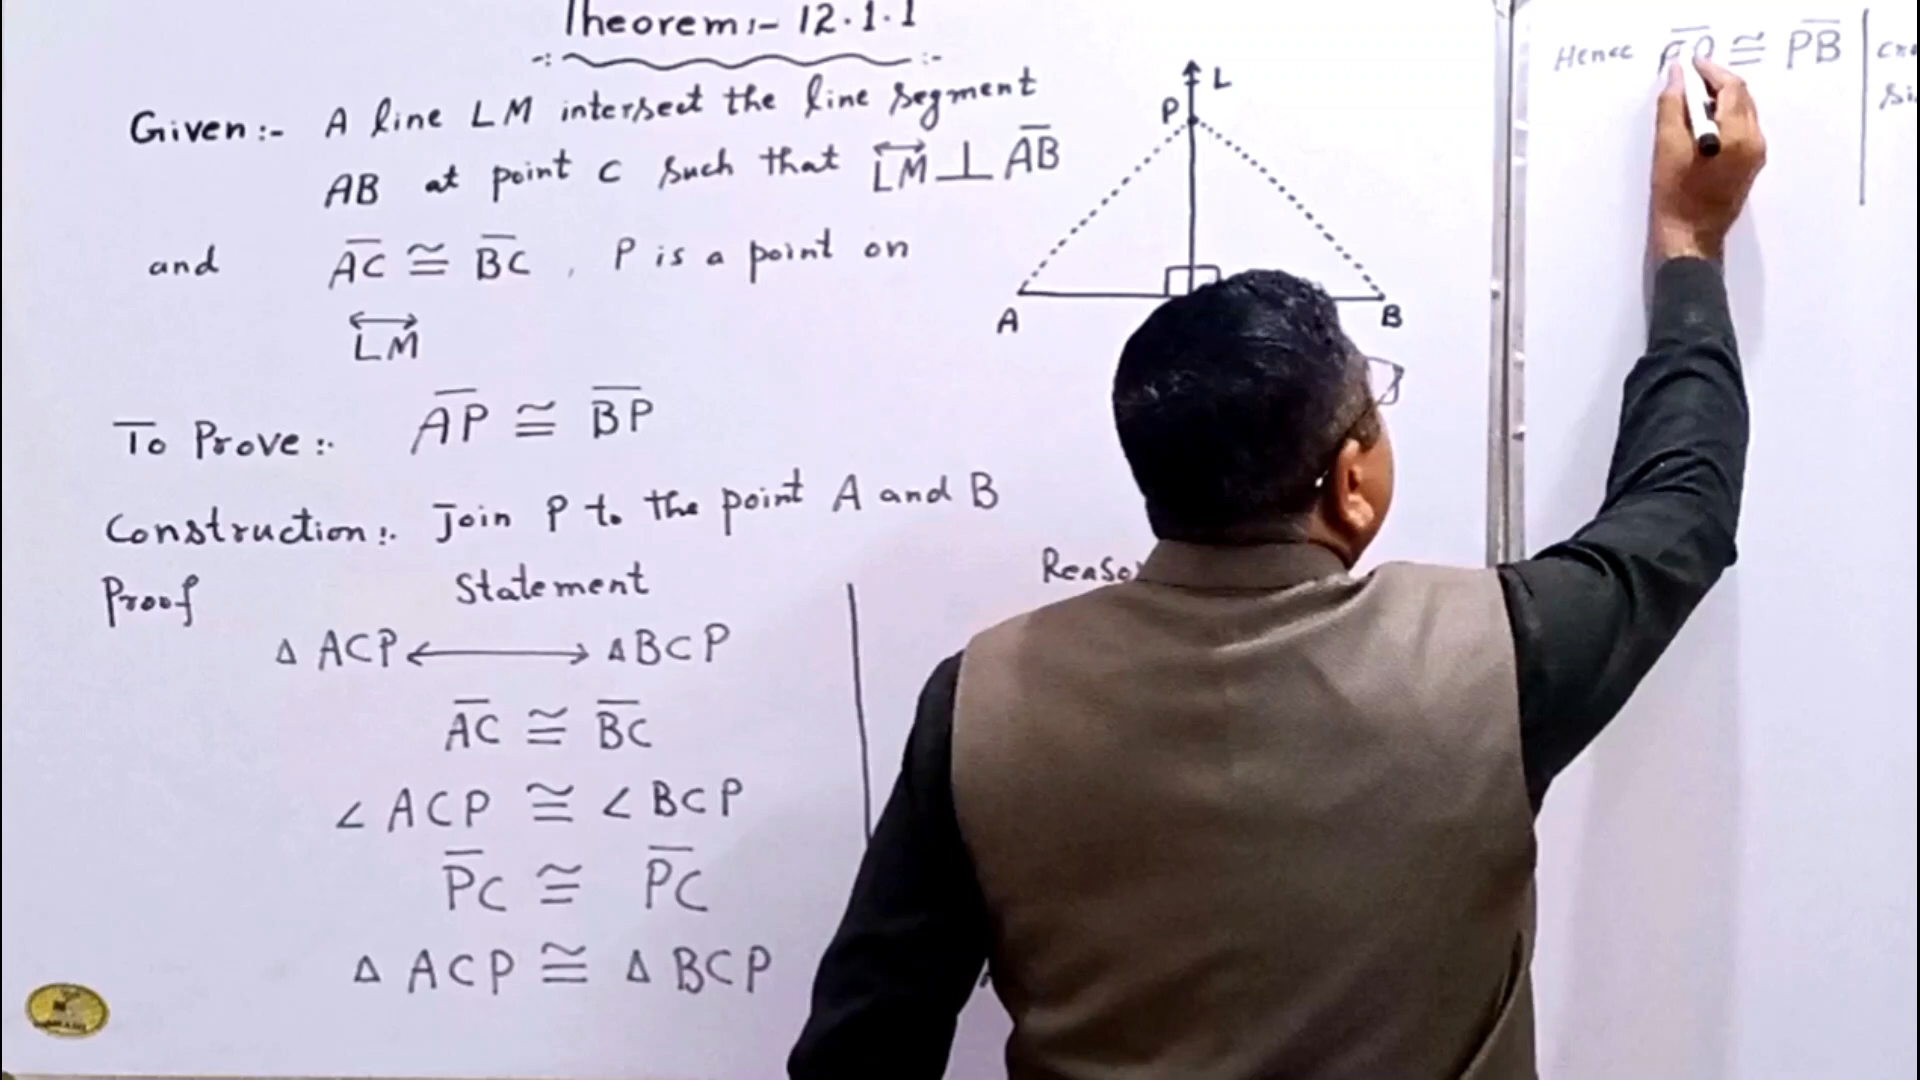 Theorem :- 12.1.1
Given :- A line LM intersect the line segment
AB at point C such that LM ⊥ AB
and AC ≅ BC , P is a point on
LM
To Prove :- AP ≅ BP
Construction :- Join P to the point A and B
Proof Statement
Reaso
Δ ACP ↔ Δ BCP
AC ≅ BC
∠ ACP ≅ ∠ BCP
PC ≅ PC
Δ ACP ≅ Δ BCP
L
P
A
B
Hence ≅ PB